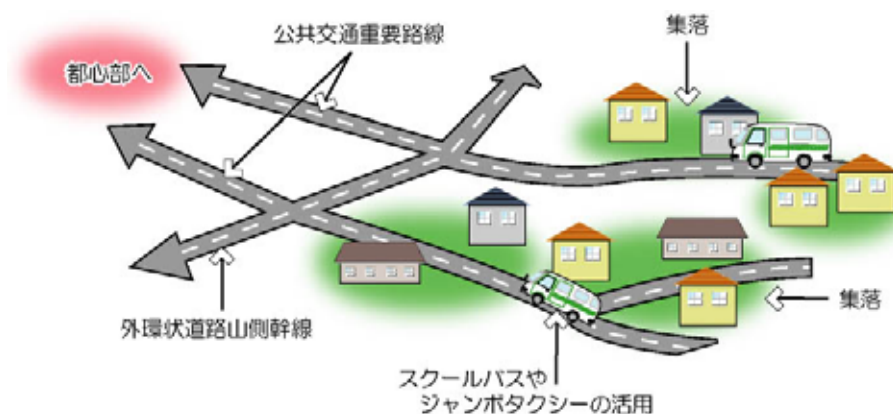 公共交通重要路線
集落
都心部へ
外環状道路山側幹線
集落
スクールバスや
ジャンボタクシーの活用